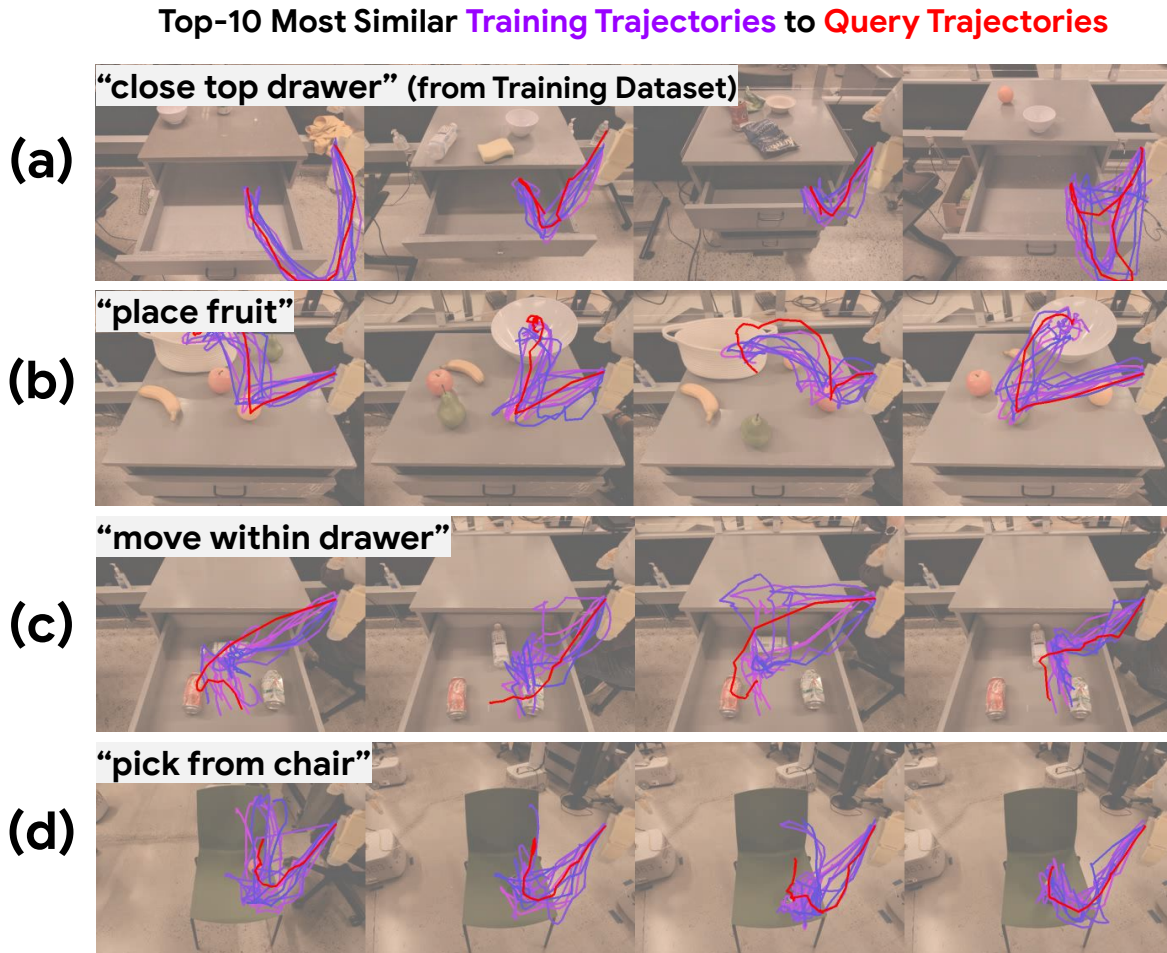 Top-10 Most Similar Training Trajectories to Query Trajectories
(a)
“close top drawer” (from Training Dataset)
(b)
“place fruit”
(c)
“move within drawer”
(d)
“pick from chair”